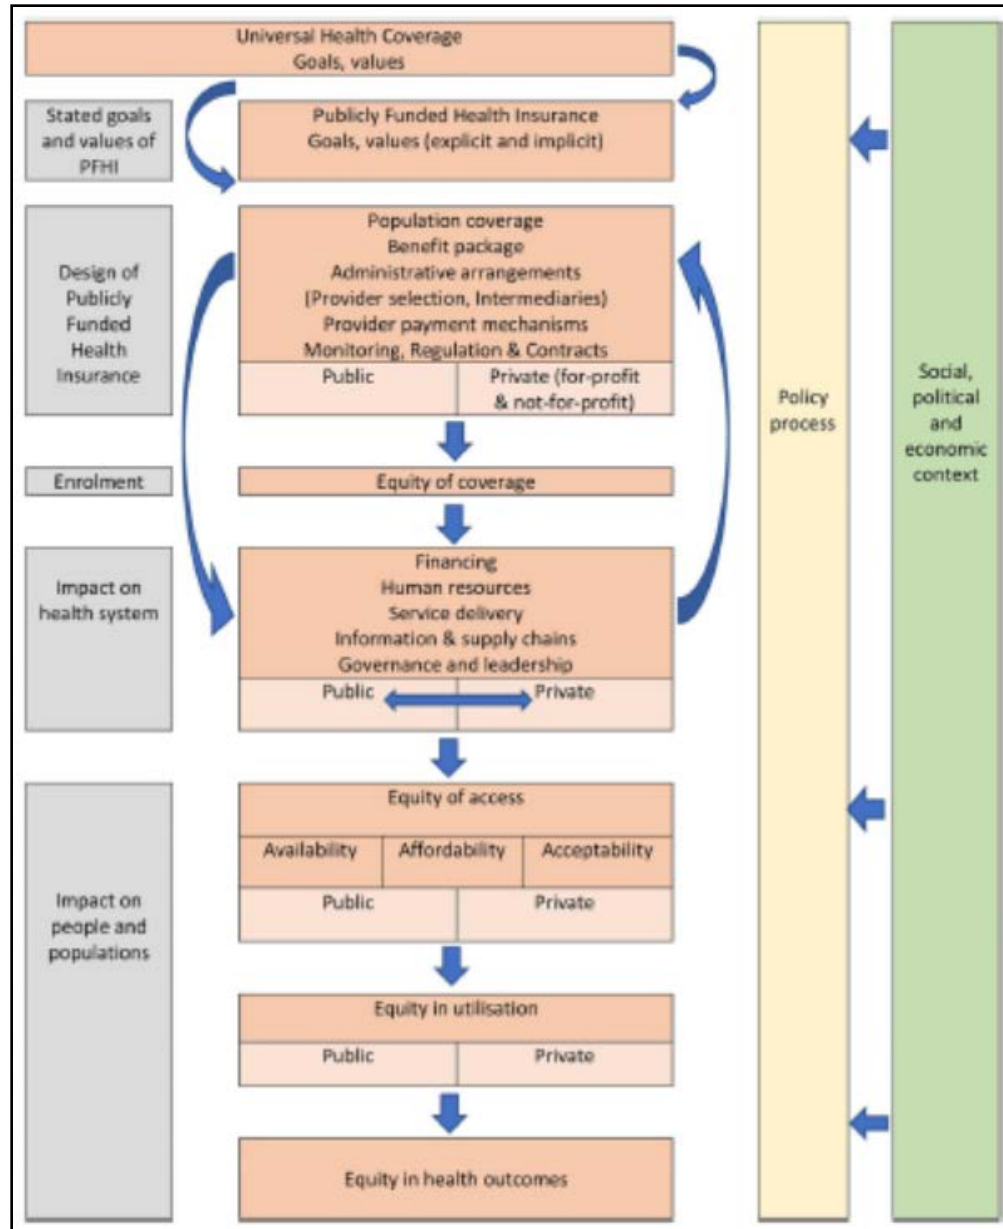 Universal Health Coverage
Goals, values
Stated goals
and values of
PFHI
Publicly Funded Health Insurance
Goals, values (explicit and implicit)
Design of
Publicly
Funded
Health
Insurance
Population coverage
Benefit package
Administrative arrangements
(Provider selection, Intermediaries)
Provider payment mechanisms
Monitoring, Regulation & Contracts
Public
Private (for-profit
& not-for-profit)
Enrolment
Equity of coverage
Impact on
health system
Financing
Human resources
Service delivery
Information & supply chains
Governance and leadership
Public
Private
Impact on
people and
populations
Equity of access
Availability
Affordability
Acceptability
Public
Private
Equity in utilisation
Public
Private
Equity in health outcomes
Policy
process
Social,
political
and
economic
context